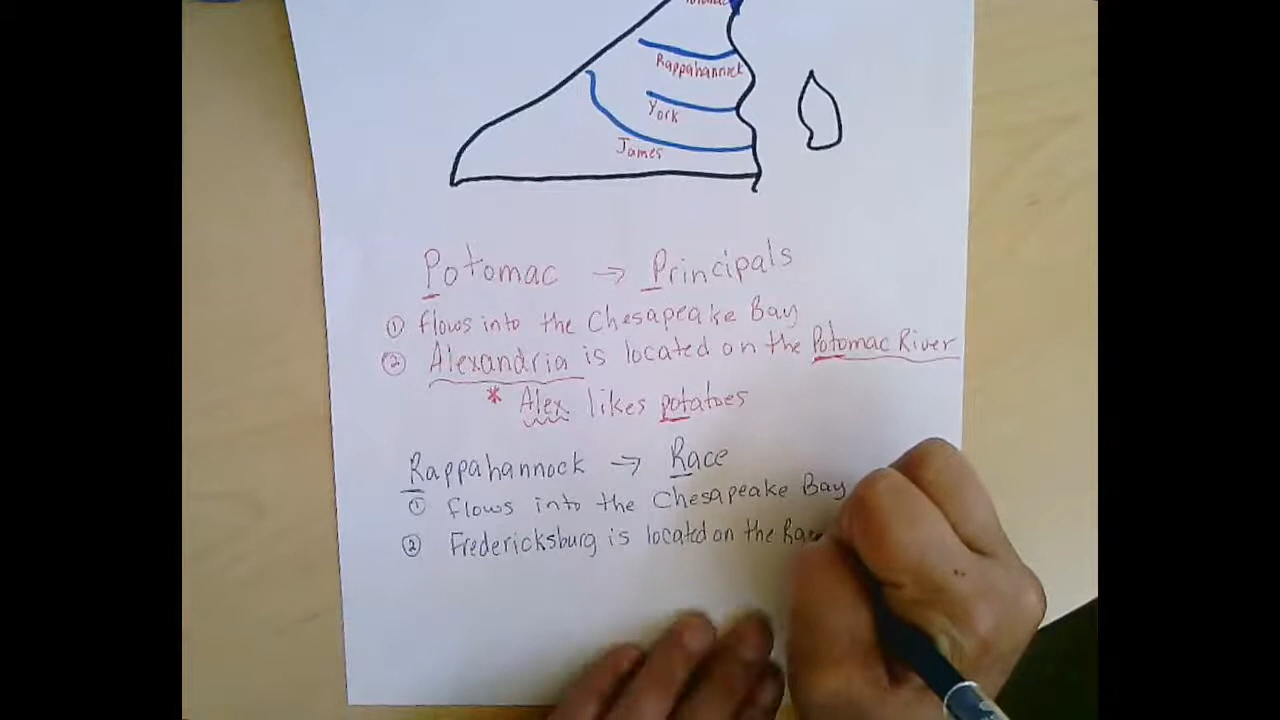 Rappahannock
York
James
Potomac → Principals
① flows into the Chesapeake Bay
② Alexandria is located on the Potomac River
* Alex likes potatoes
Rappahannock → Race
① flows into the Chesapeake Bay
② Fredericksburg is located on the